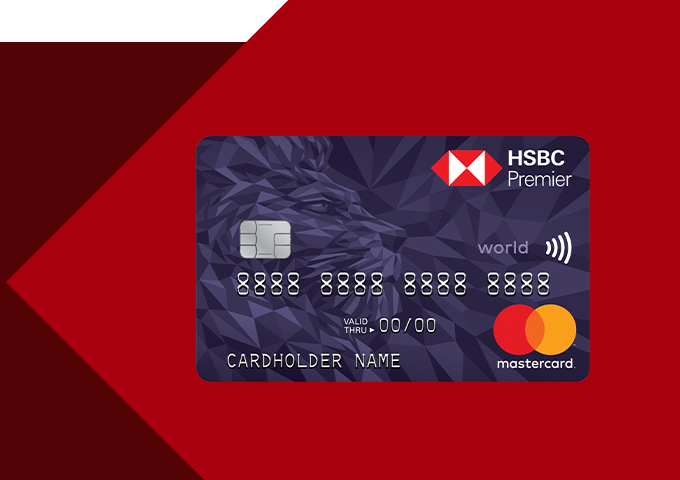 HSBC
Premier
world
8888 8888 8888 8888
VALID
THRU ▸ 00/00
CARDHOLDER NAME
mastercard